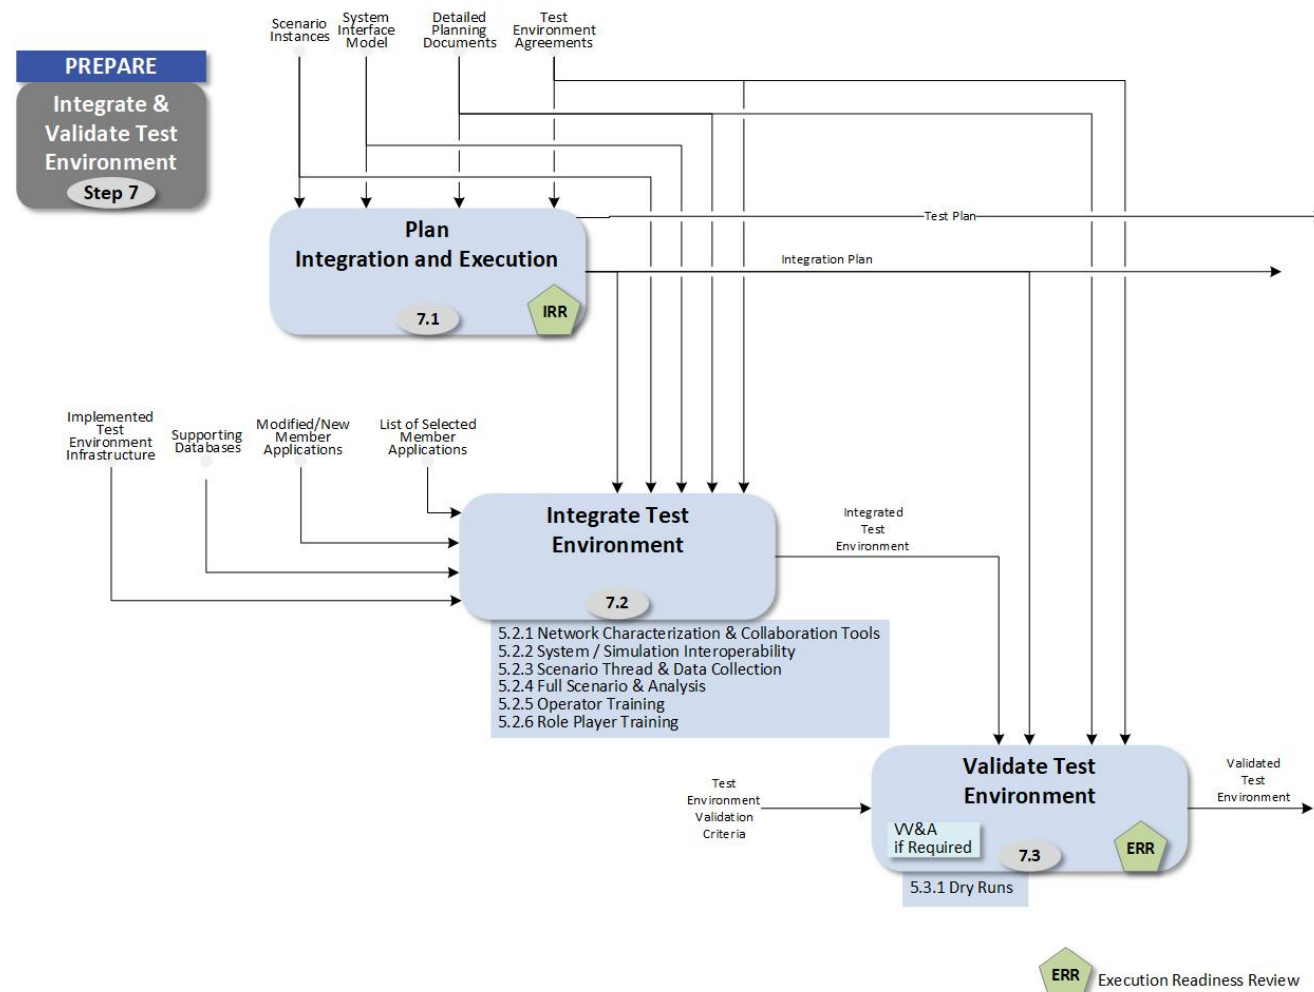 PREPARE
Integrate &
Validate Test
Environment
Step 7
Scenario
Instances
System
Interface
Model
Detailed
Planning
Documents
Test
Environment
Agreements
Plan
Integration and Execution
7.1
IRR
Test Plan
Integration Plan
Implemented
Test
Environment
Infrastructure
Supporting
Databases
Modified/New
Member
Applications
List of Selected
Member
Applications
Integrate Test
Environment
7.2
Integrated
Test
Environment
5.2.1 Network Characterization & Collaboration Tools
5.2.2 System / Simulation Interoperability
5.2.3 Scenario Thread & Data Collection
5.2.4 Full Scenario & Analysis
5.2.5 Operator Training
5.2.6 Role Player Training
Test
Environment
Validation
Criteria
Validate Test
Environment
VV&A
if Required
7.3
ERR
Validated
Test
Environment
5.3.1 Dry Runs
ERR
Execution Readiness Review